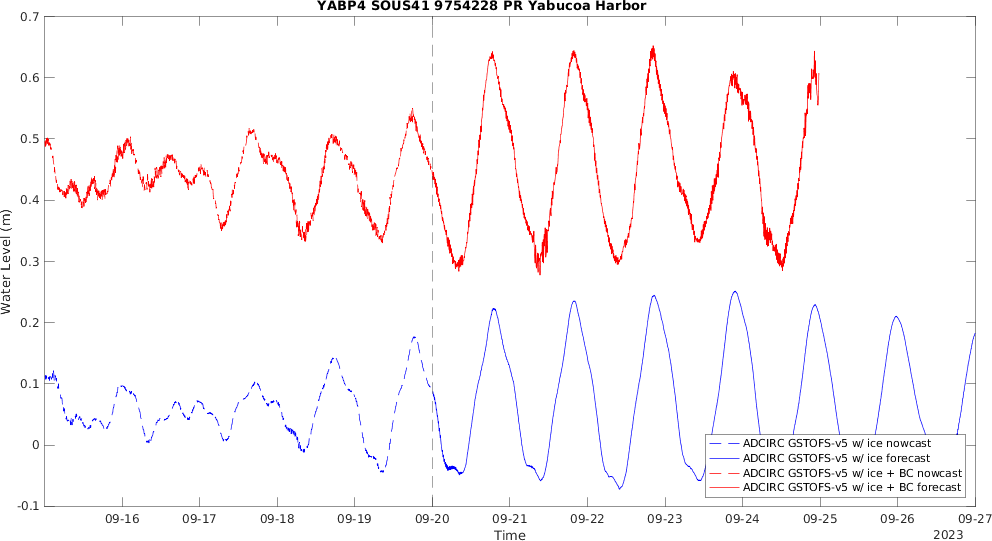 YABP4 SOUS41 9754228 PR Yabucoa Harbor
0.7
0.6
0.5
0.4
0.3
0.2
0.1
0
-0.1
Water Level (m)
09-16 09-17 09-18 09-19 09-20 09-21 09-22 09-23 09-24 09-25 09-26 09-27
Time
2023
ADCIRC GSTOFS-v5 w/ ice nowcast
ADCIRC GSTOFS-v5 w/ ice forecast
ADCIRC GSTOFS-v5 w/ ice + BC nowcast
ADCIRC GSTOFS-v5 w/ ice + BC forecast